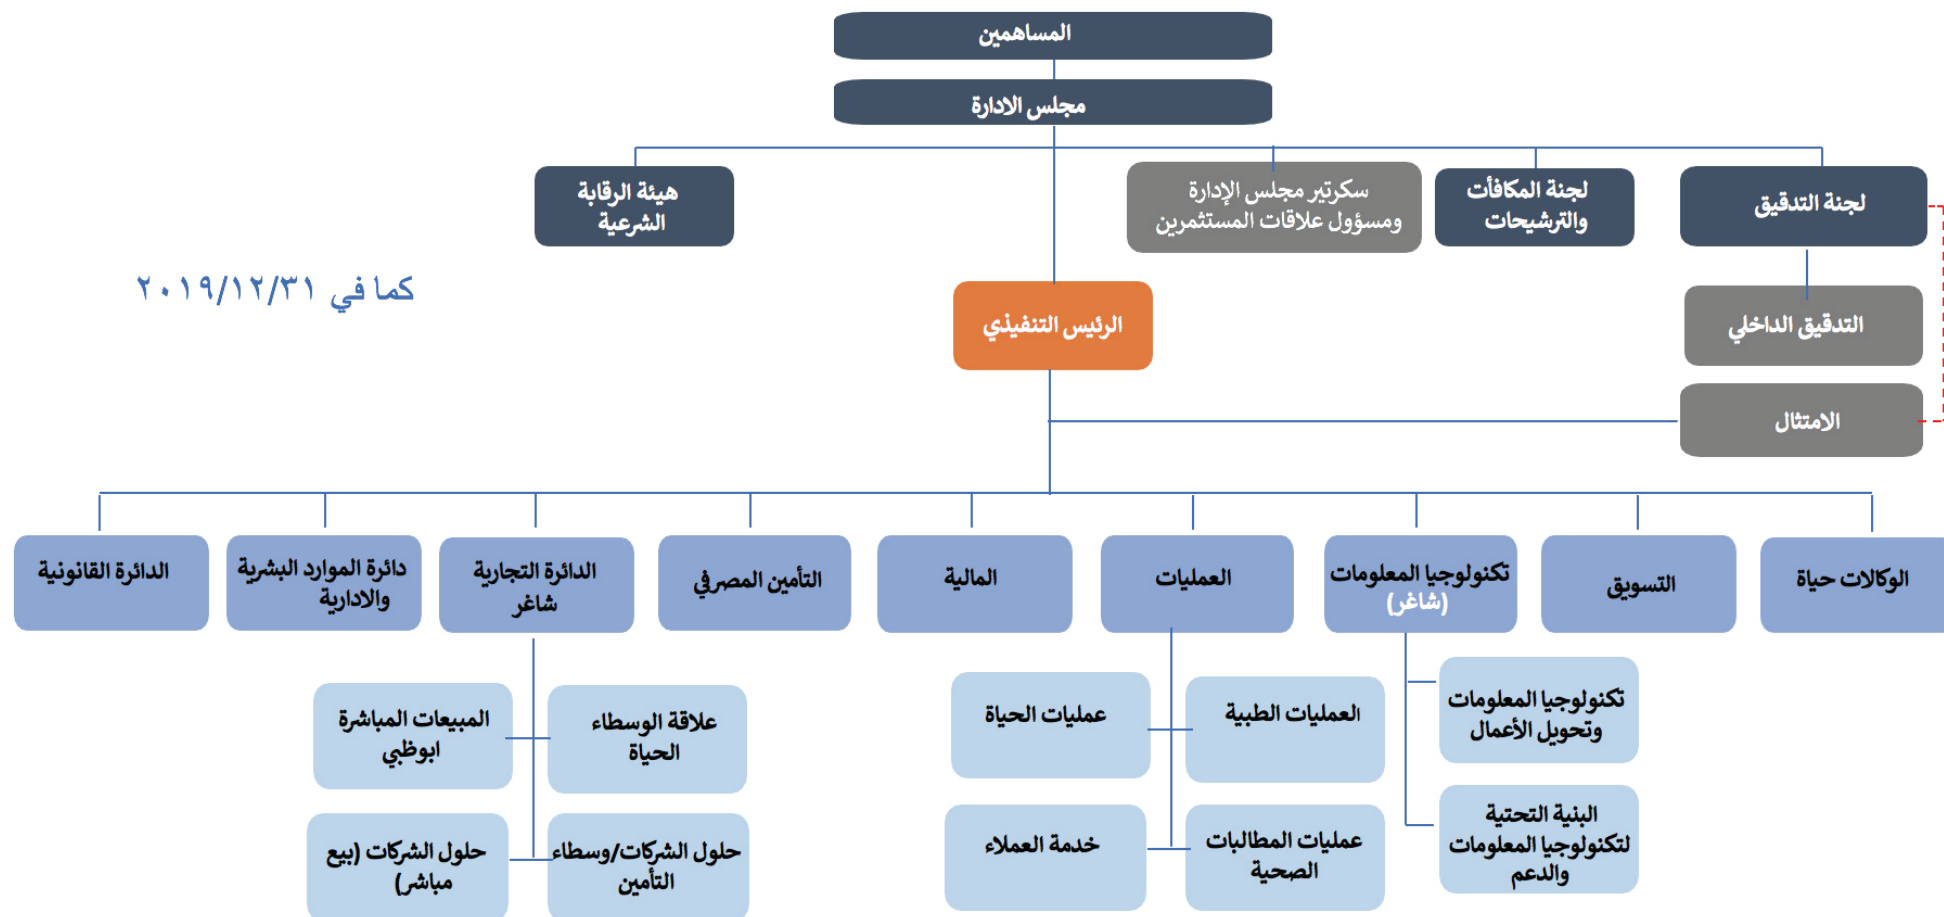 المساهمين
مجلس الادارة
لجنة التدقيق
لجنة المكافأت
والترشيحات
سكرتير مجلس الإدارة
ومسؤول علاقات المستثمرين
هيئة الرقابة
الشرعية
كما في ٢٠١٩/١٢/٣١
الرئيس التنفيذي
التدقيق الداخلي
الامتثال
الوكالات حياة
التسويق
تكنولوجيا المعلومات
(شاغر)
العمليات
المالية
التأمين المصرفي
الدائرة التجارية
شاغر
دائرة الموارد البشرية
والادارية
الدائرة القانونية
تكنولوجيا المعلومات
وتحويل الأعمال
العمليات الطبية
عمليات الحياة
علاقة الوسطاء
الحياة
المبيعات المباشرة
ابوظبي
البنية التحتية
لتكنولوجيا المعلومات
والدعم
عمليات المطالبات
الصحية
خدمة العملاء
حلول الشركات/وسطاء
التأمين
حلول الشركات (بيع
مباشر)